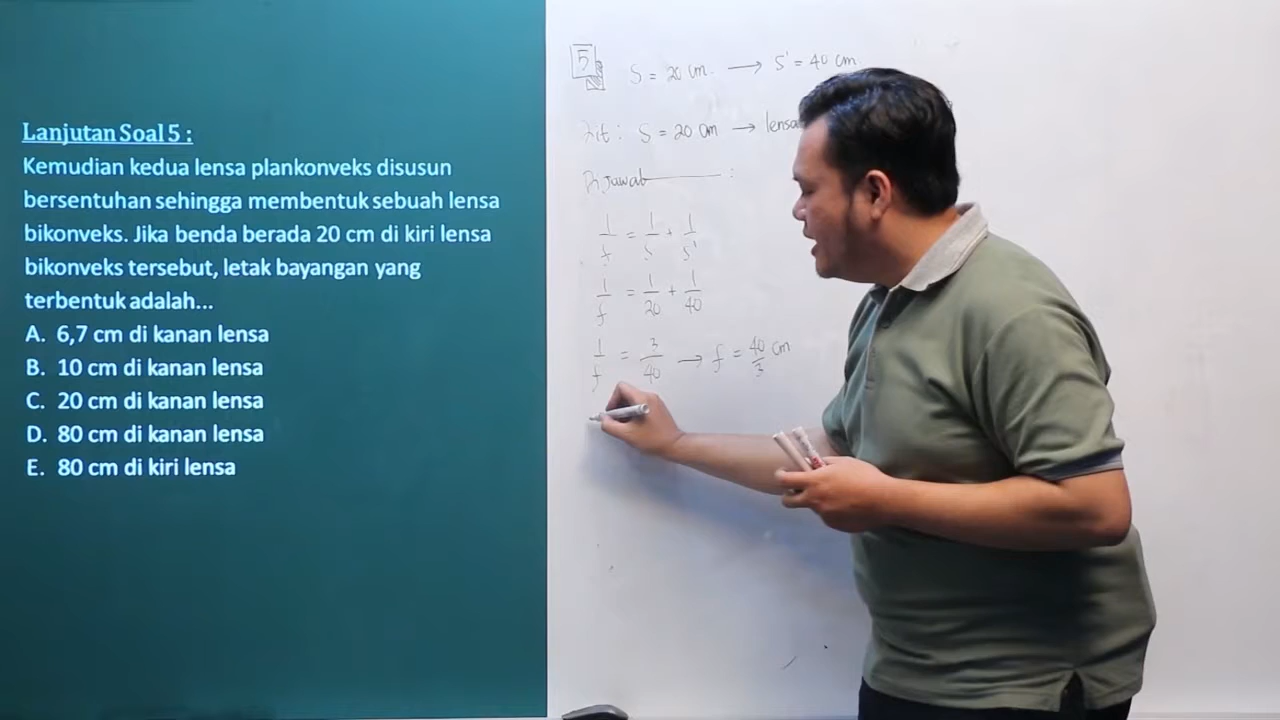 Lanjutan Soal 5 :
Kemudian kedua lensa plankonveks disusun
bersentuhan sehingga membentuk sebuah lensa
bikonveks. Jika benda berada 20 cm di kiri lensa
bikonveks tersebut, letak bayangan yang
terbentuk adalah...
A. 6,7 cm di kanan lensa
B. 10 cm di kanan lensa
C. 20 cm di kanan lensa
D. 80 cm di kanan lensa
E. 80 cm di kiri lensa
5 S = 20 cm. → S' = 40 cm
S = 20 cm → lensa
Dijawab :
1/f = 1/s + 1/s'
1/f = 1/20 + 1/40
1/f = 3/40 → f = 40/3 cm